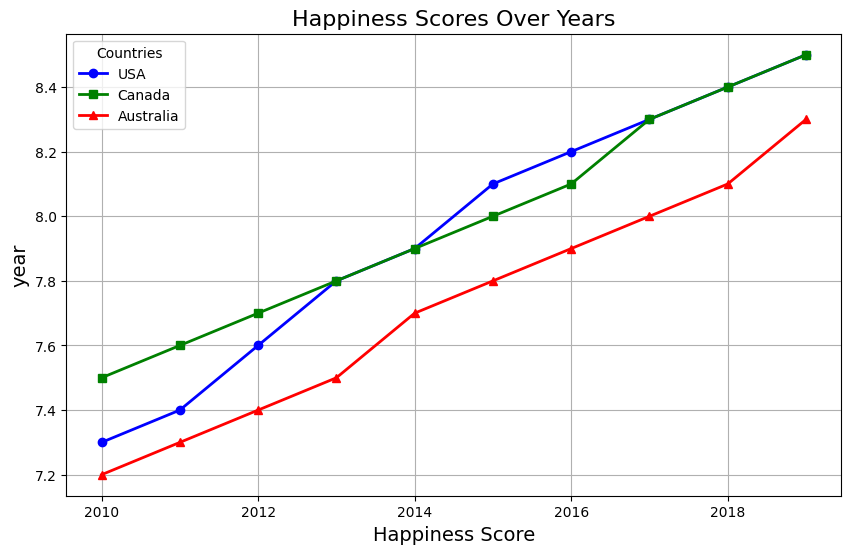 Happiness Scores Over Years
Countries
USA
Canada
Australia
year
8.4
8.2
8.0
7.8
7.6
7.4
7.2
2010 2012 2014 2016 2018
Happiness Score